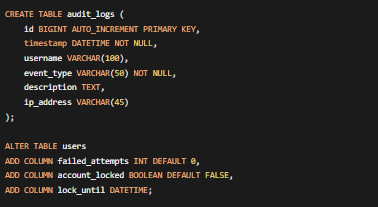 CREATE TABLE audit_logs (
    id BIGINT AUTO_INCREMENT PRIMARY KEY,
    timestamp DATETIME NOT NULL,
    username VARCHAR(100),
    event_type VARCHAR(50) NOT NULL,
    description TEXT,
    ip_address VARCHAR(45)
);

ALTER TABLE users
ADD COLUMN failed_attempts INT DEFAULT 0,
ADD COLUMN account_locked BOOLEAN DEFAULT FALSE,
ADD COLUMN lock_until DATETIME;